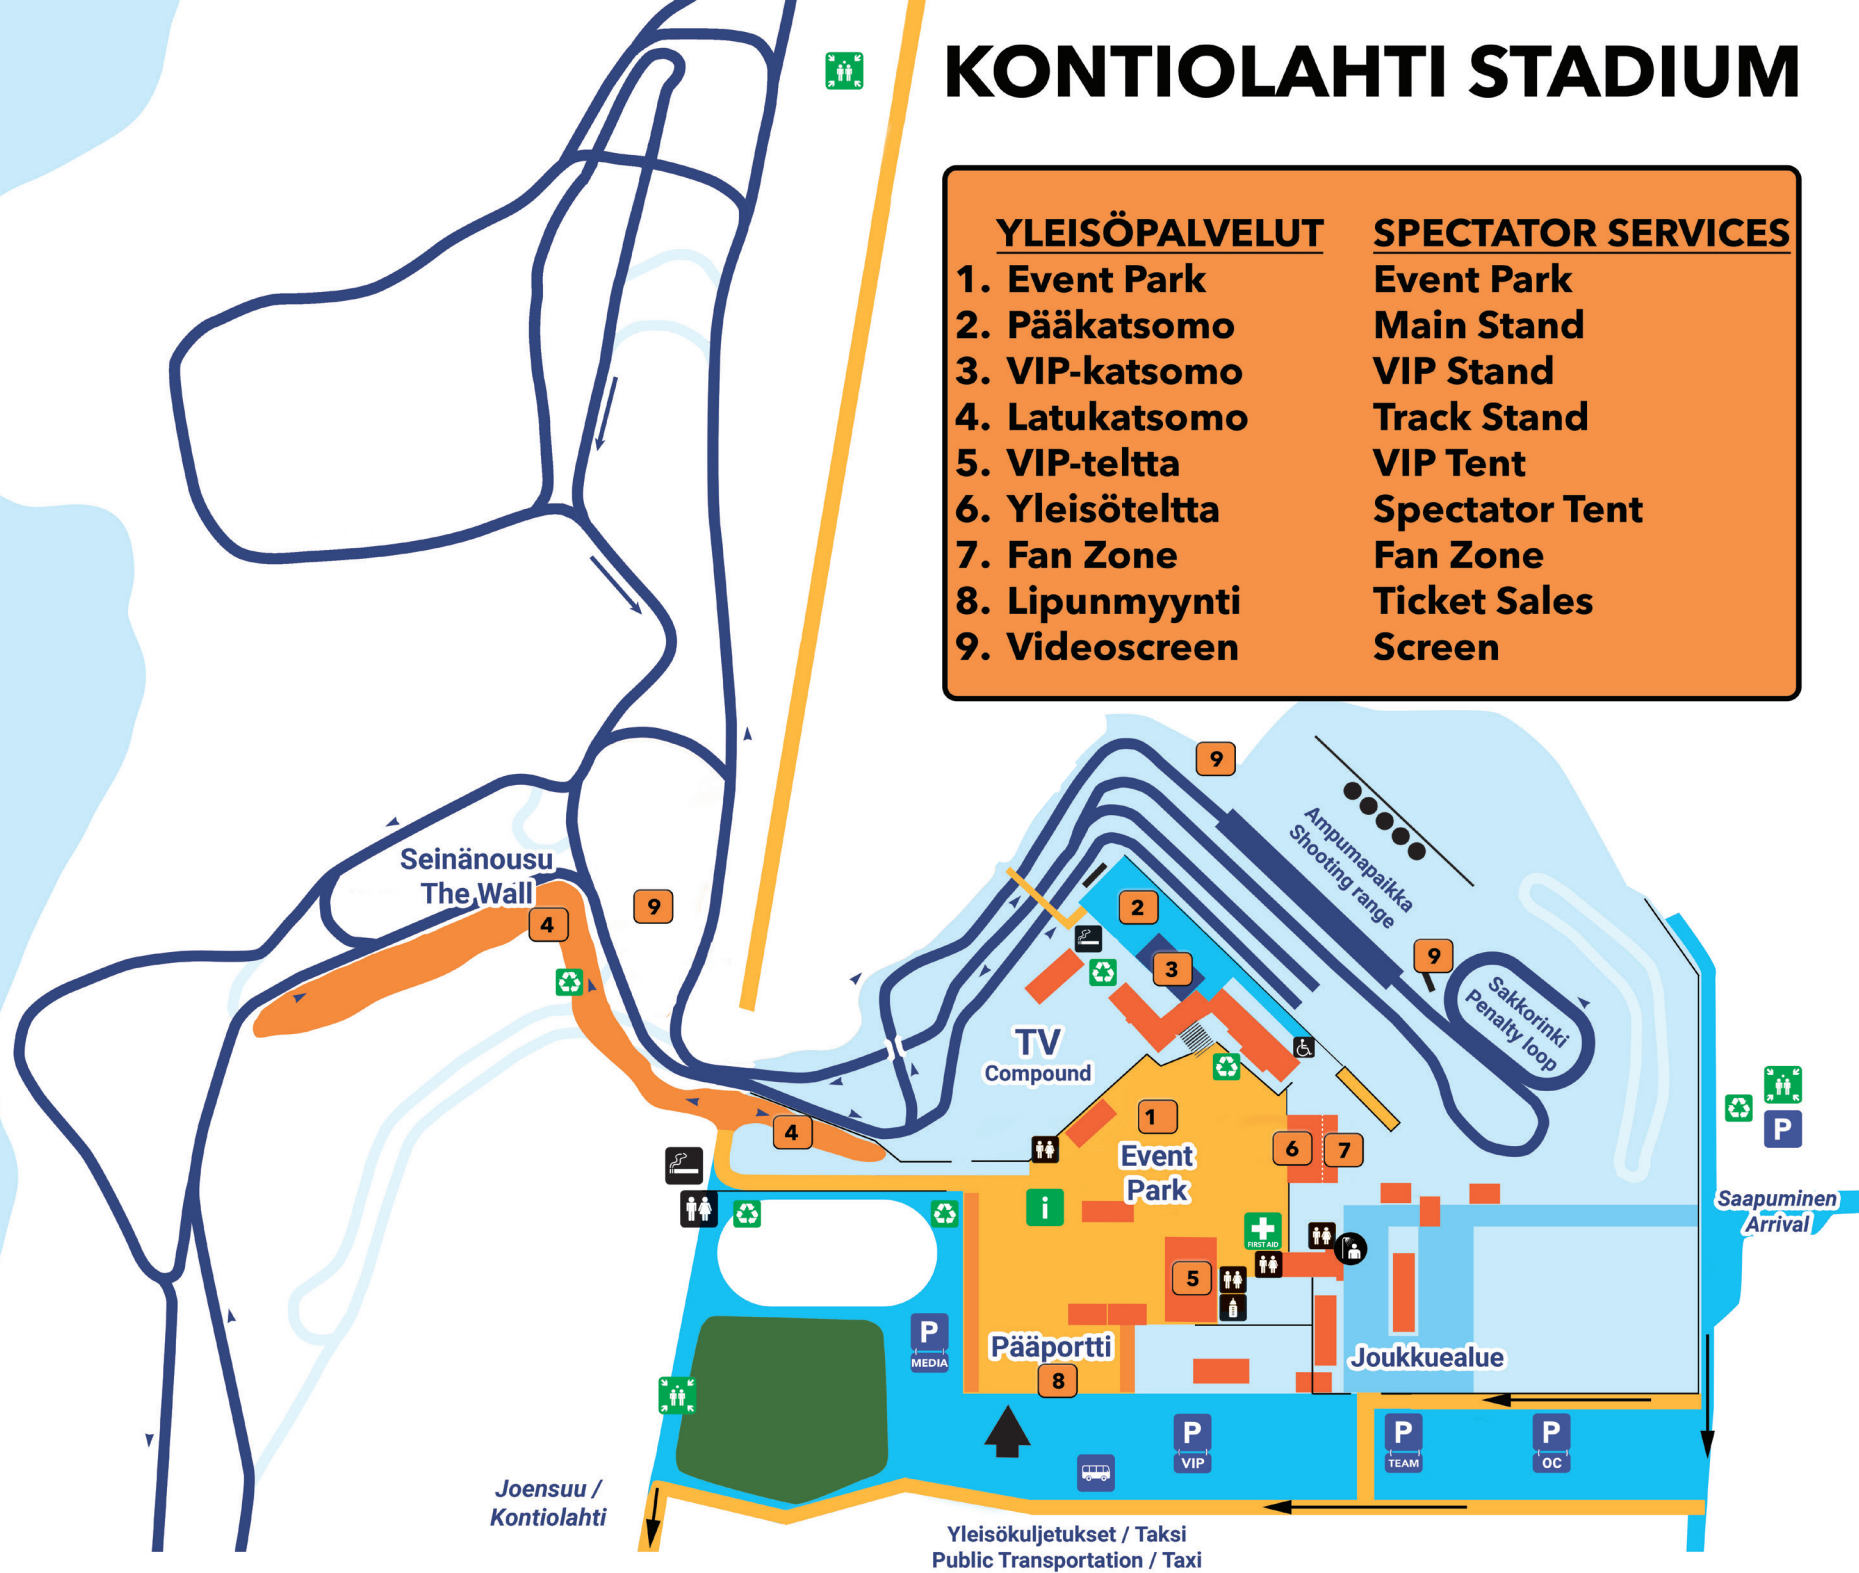 KONTIOLAHTI STADIUM
YLEISÖPALVELUT SPECTATOR SERVICES
1. Event Park Event Park
2. Pääkatsomo Main Stand
3. VIP-katsomo VIP Stand
4. Latukatsomo Track Stand
5. VIP-teltta VIP Tent
6. Yleisöteltta Spectator Tent
7. Fan Zone Fan Zone
8. Lipunmyynti Ticket Sales
9. Videoscreen Screen
9
Ampumapaikka
Shooting range
Seinänousu
The Wall
4
9
2
3
9
Sakkorinki
Penalty loop
TV
Compound
4
1
Event
Park
6
7
P
Saapuminen
Arrival
i
FIRST AID
5
P
MEDIA
Pääportti
8
Joukkuealue
P
VIP
P
TEAM
P
OC
Joensuu /
Kontiolahti
Yleisökuljetukset / Taksi
Public Transportation / Taxi